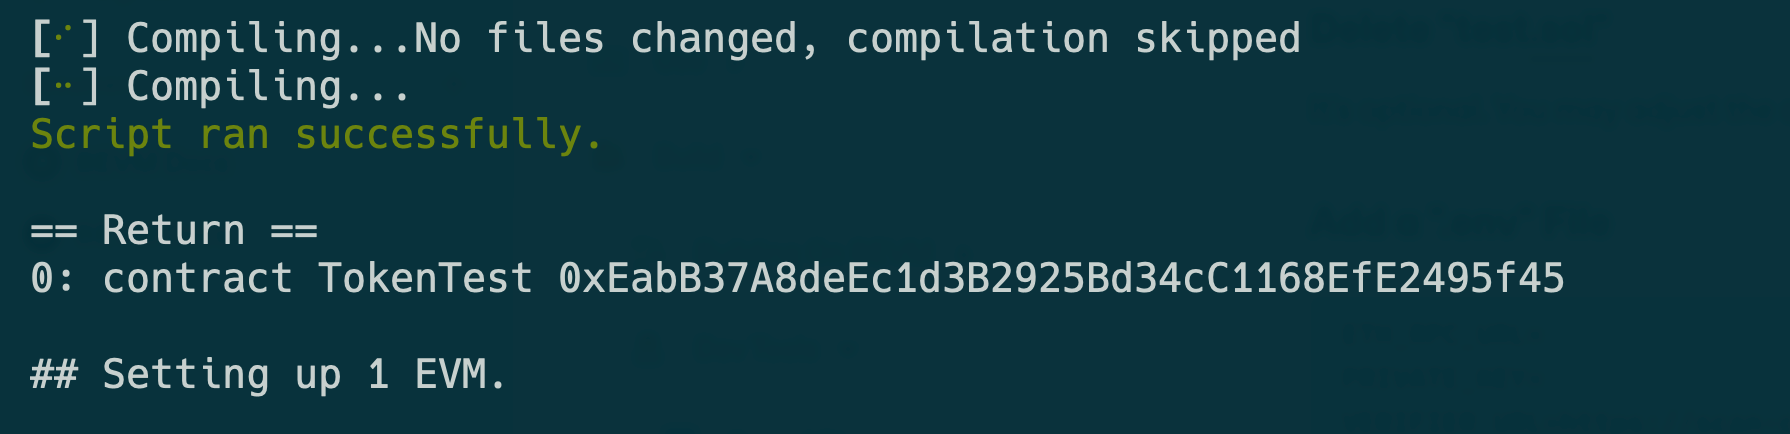 [⠊] Compiling...No files changed, compilation skipped
[⠒] Compiling...
Script ran successfully.
== Return ==
0: contract TokenTest 0xEabB37A8deEc1d3B2925Bd34cC1168EfE2495f45
## Setting up 1 EVM.